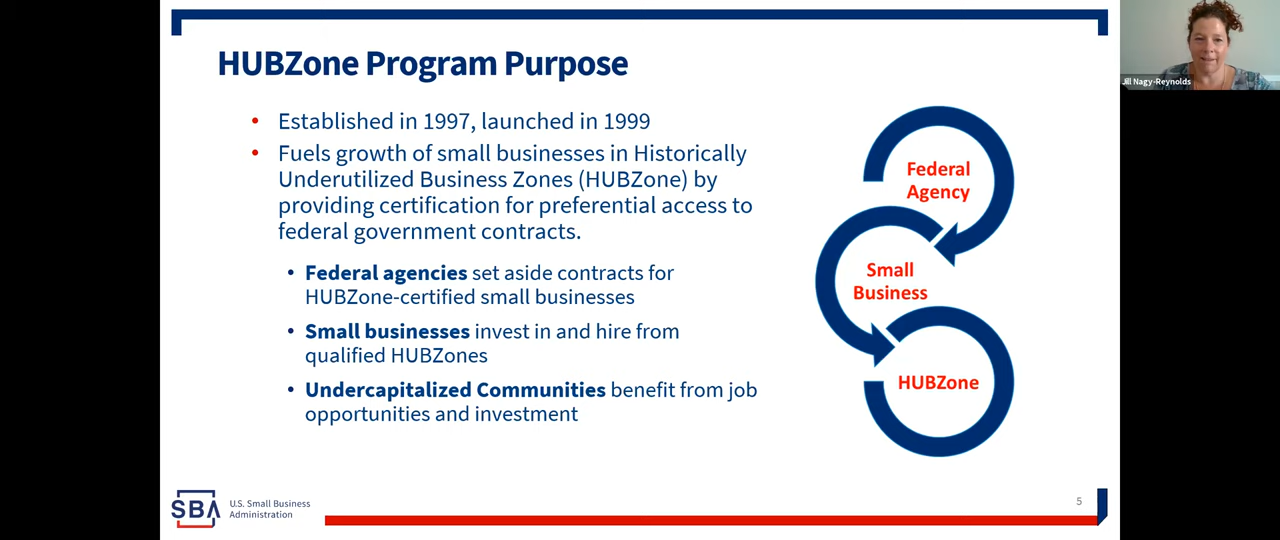 HUBZone Program Purpose
• Established in 1997, launched in 1999
• Fuels growth of small businesses in Historically
Underutilized Business Zones (HUBZone) by
providing certification for preferential access to
federal government contracts.
• Federal agencies set aside contracts for
HUBZone-certified small businesses
• Small businesses invest in and hire from
qualified HUBZones
• Undercapitalized Communities benefit from job
opportunities and investment
Federal
Agency
Small
Business
HUBZone
Jill Nagy-Reynolds
SBA
U.S. Small Business
Administration
5